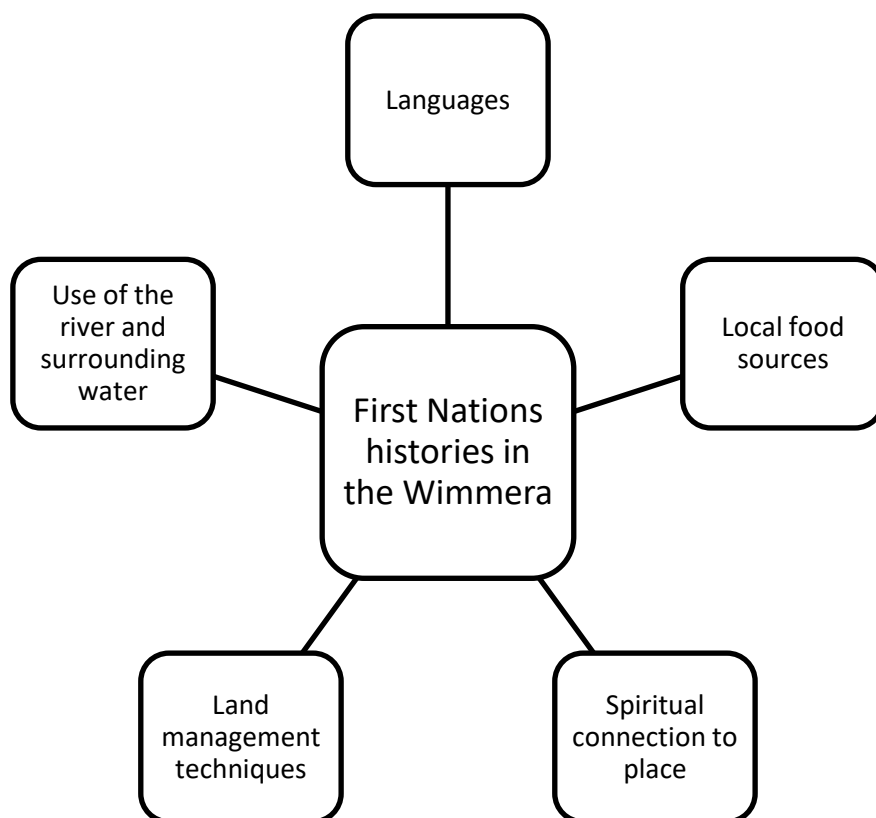 Languages
Use of the
river and
surrounding
water
Local food
sources
First Nations
histories in
the Wimmera
Land
management
techniques
Spiritual
connection to
place